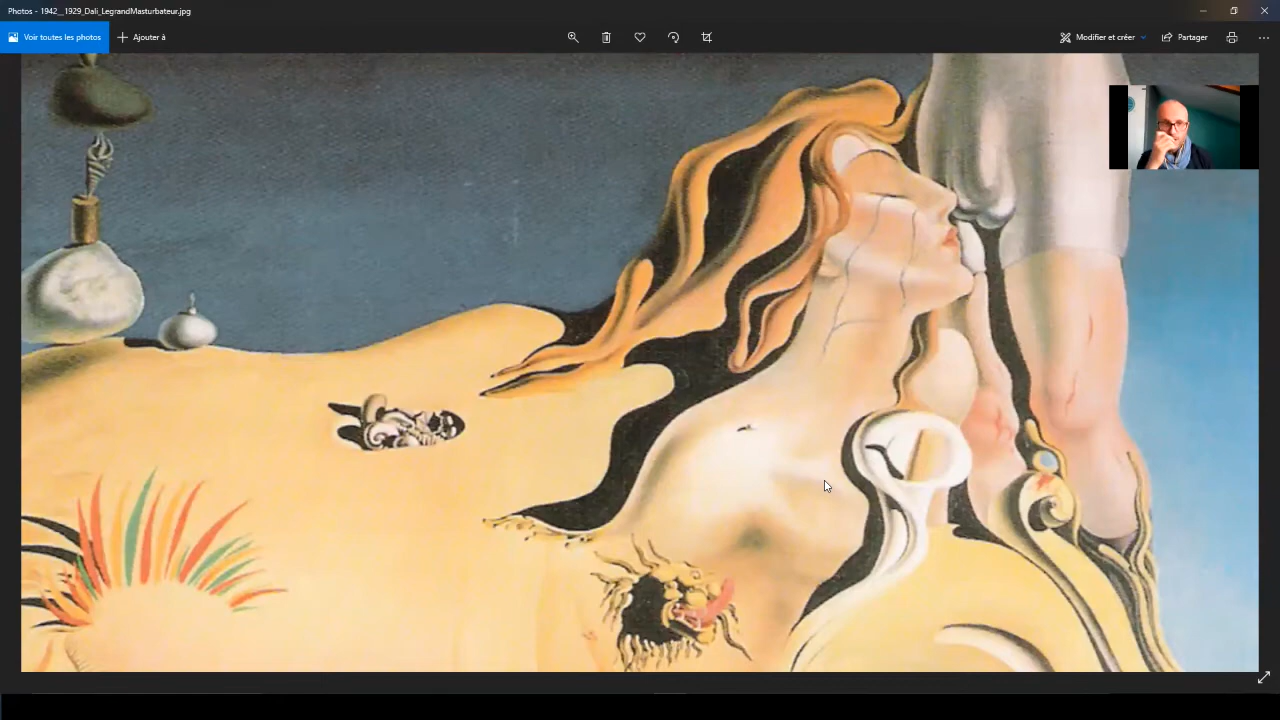 Photos - 1942__1929_Dali_LegrandMasturbateur.jpg
Voir toutes les photos
Ajouter à
Modifier et créer
Partager